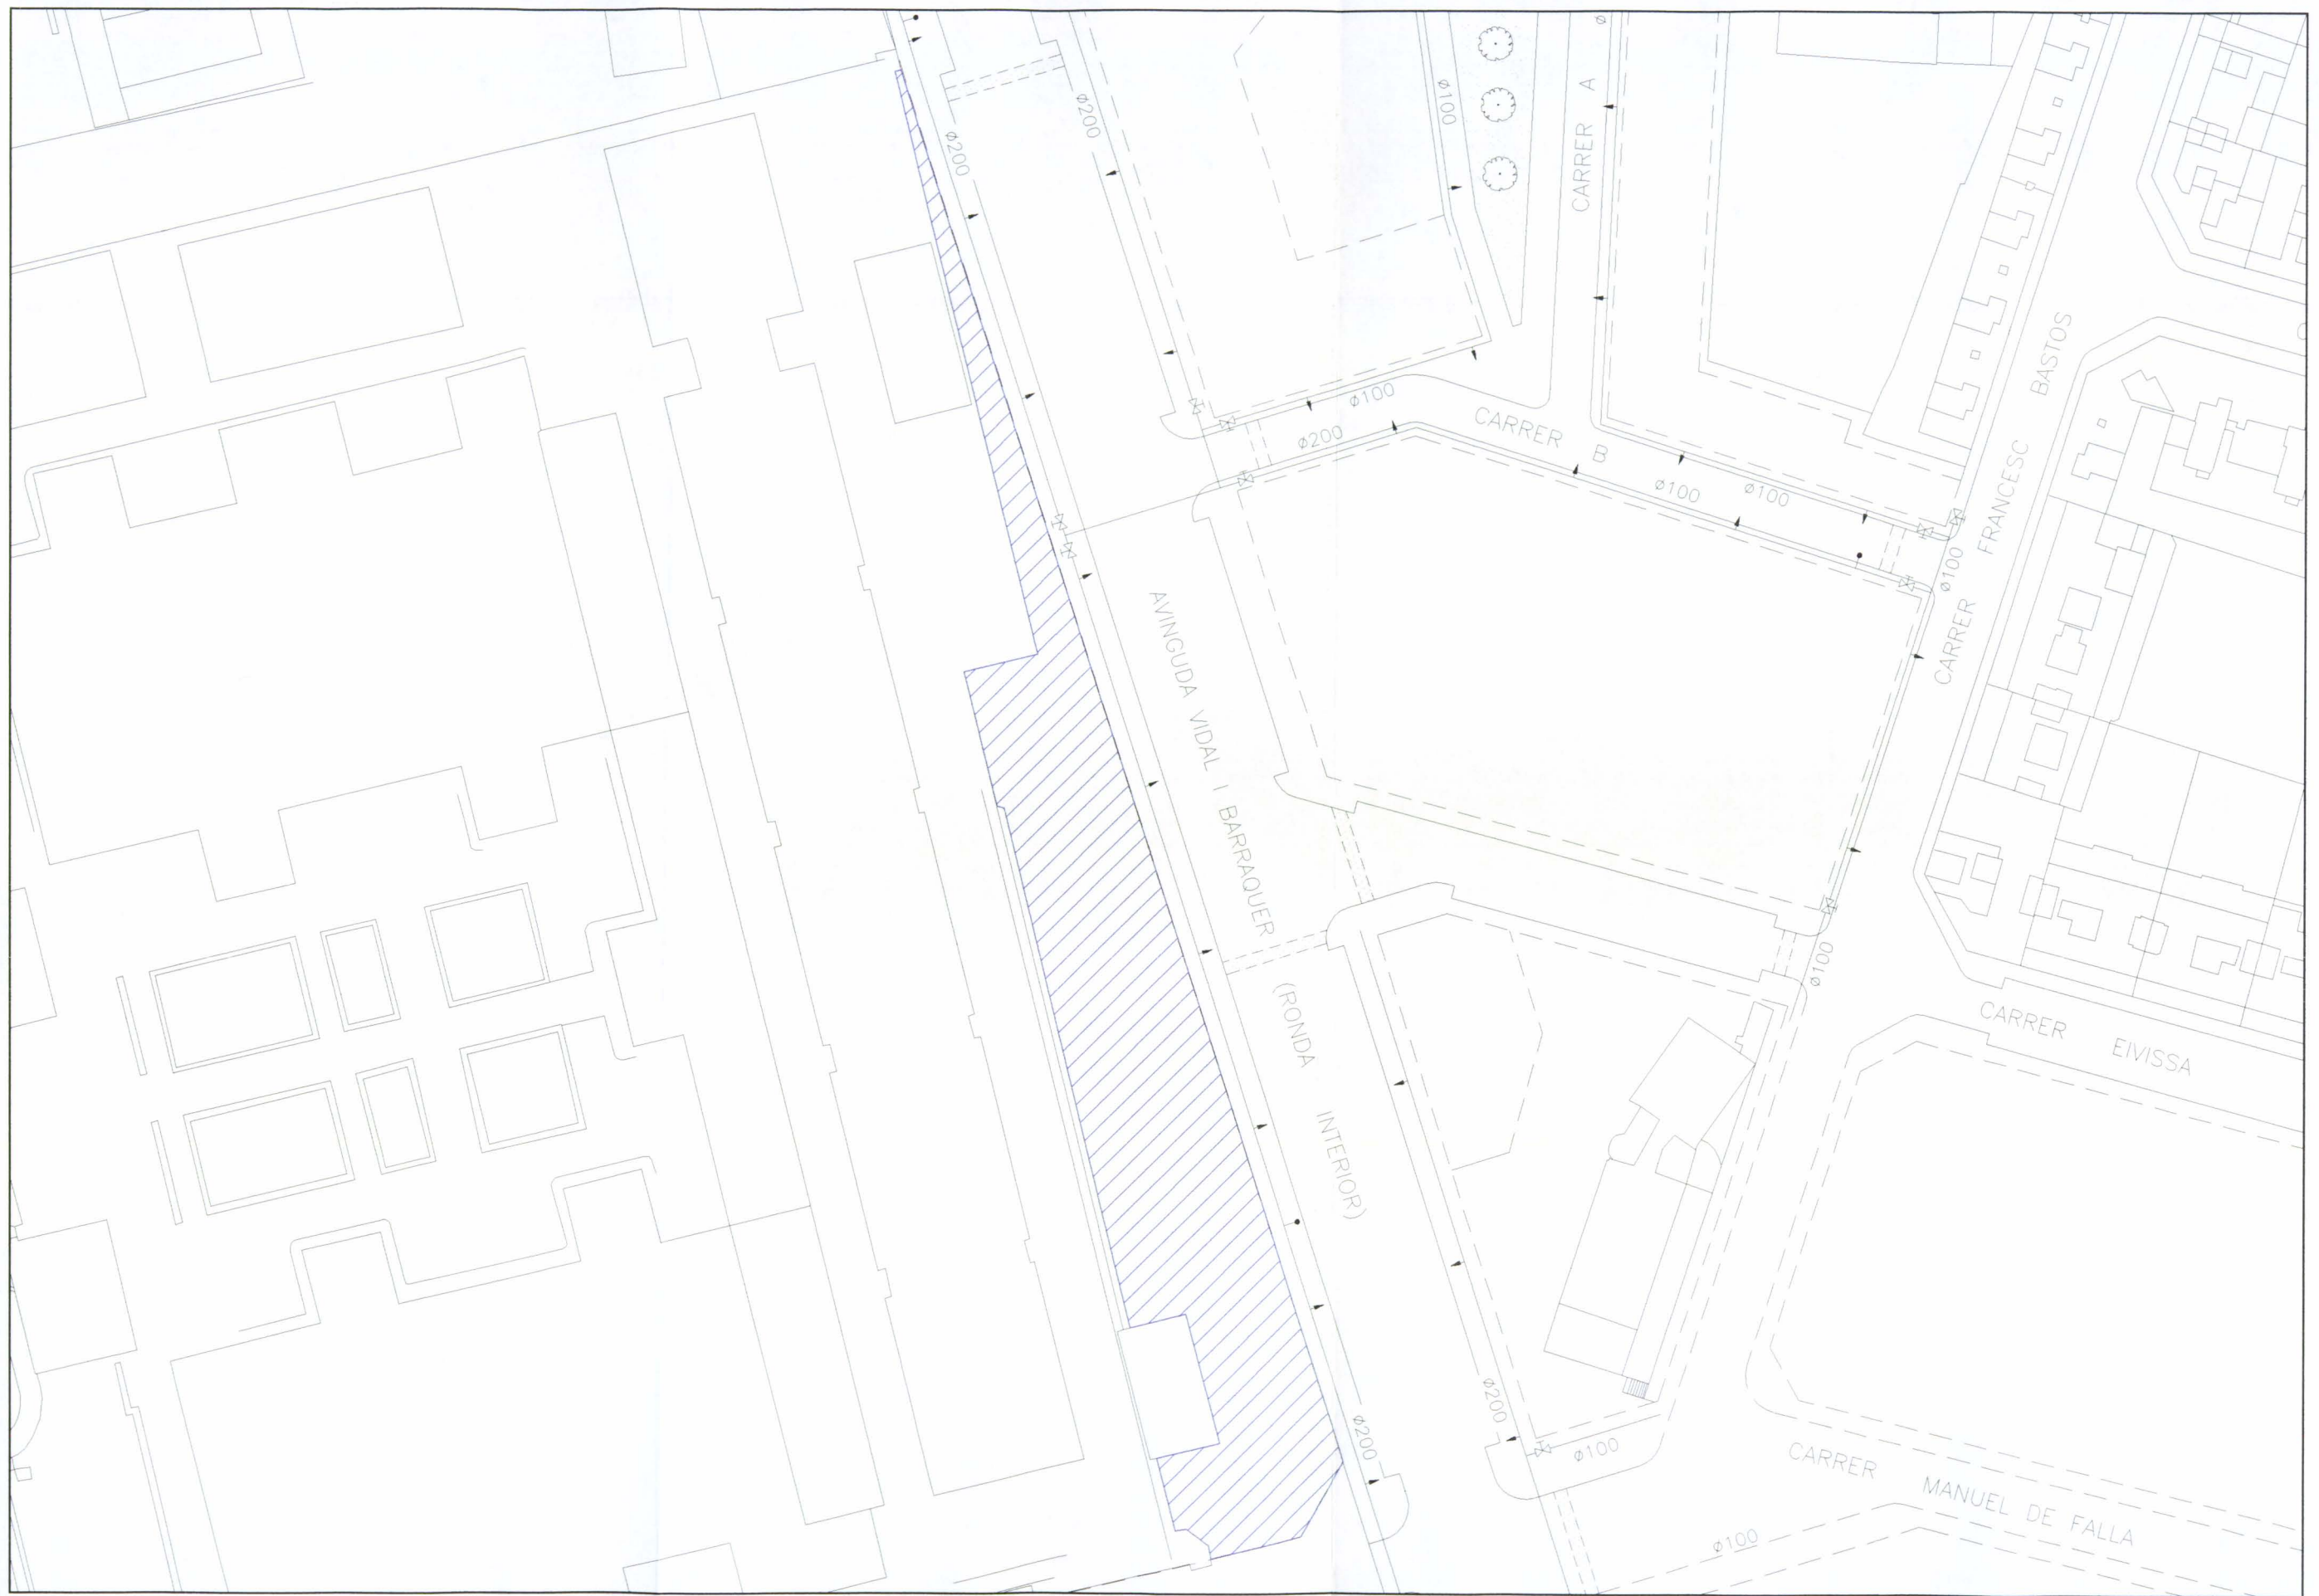 ø200
ø200
ø100
CARRER A
ø
ø100
ø200
CARRER B
ø100
ø100
ø100
CARRER FRANCESC BASTOS
AVINGUDA VIDAL I BARRAQUER
(RONDA INTERIOR)
ø100
CARRER EIVISSA
ø200
ø200
ø100
CARRER MANUEL DE FALLA
ø100